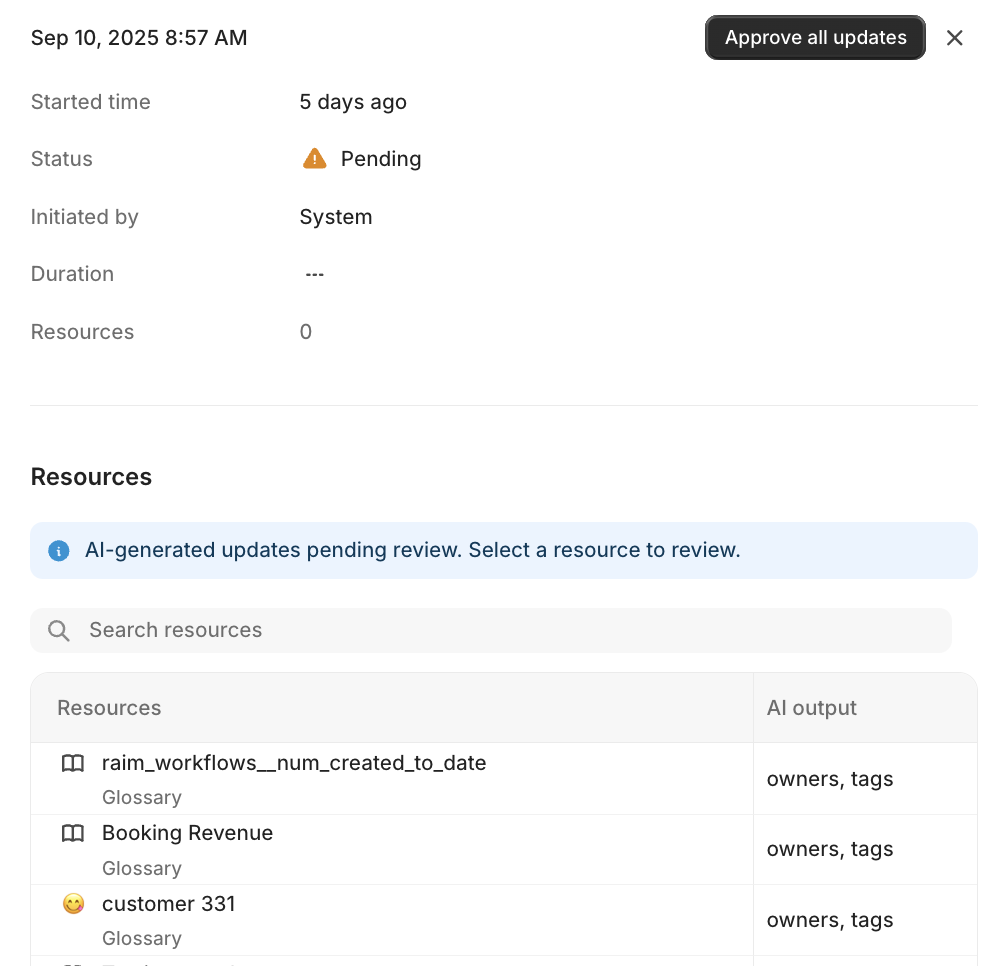 Sep 10, 2025 8:57 AM
Approve all updates
Started time 5 days ago
Status Pending
Initiated by System
Duration ---
Resources 0
Resources
AI-generated updates pending review. Select a resource to review.
Search resources
Resources AI output
raim_workflows__num_created_to_date
Glossary
owners, tags
Booking Revenue
Glossary
owners, tags
customer 331
Glossary
owners, tags